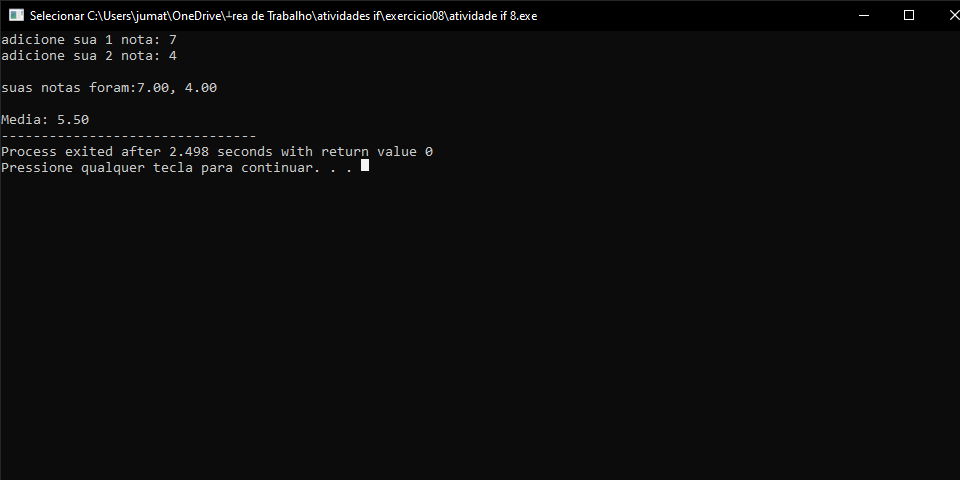 Selecionar C:\Users\jumat\OneDrive\┴rea de Trabalho\atividades if\exercicio08\atividade if 8.exe
adicione sua 1 nota: 7
adicione sua 2 nota: 4
suas notas foram:7.00, 4.00
Media: 5.50
--------------------------------
Process exited after 2.498 seconds with return value 0
Pressione qualquer tecla para continuar. . .